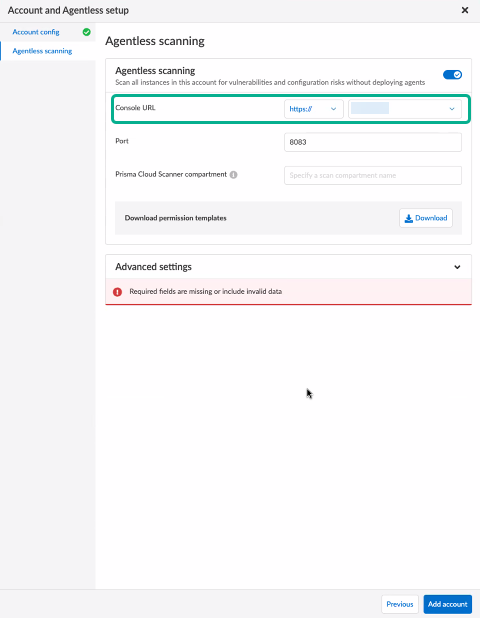 Account and Agentless setup
Account config
Agentless scanning
Agentless scanning
Agentless scanning
Scan all instances in this account for vulnerabilities and configuration risks without deploying agents
Console URL
https://
Port
8083
Prisma Cloud Scanner compartment
Specify a scan compartment name
Download permission templates
Download
Advanced settings
Required fields are missing or include invalid data
Previous
Add account